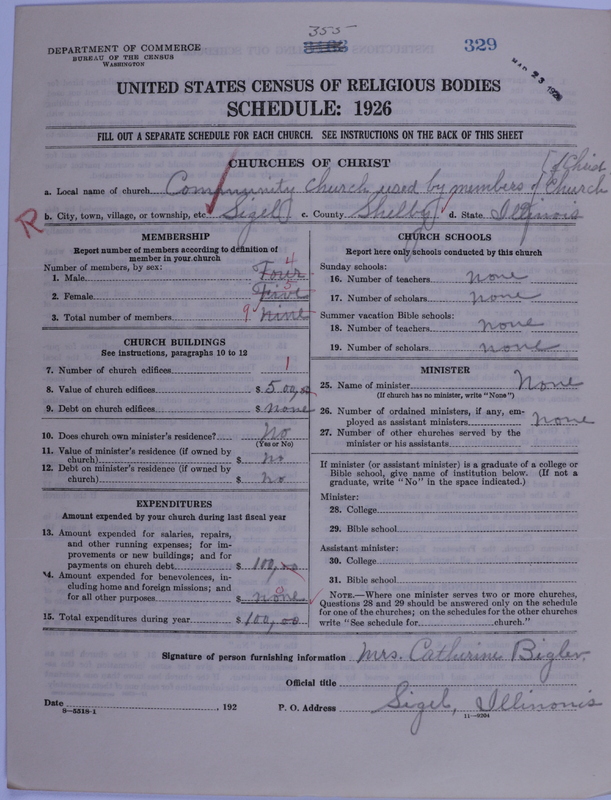 355
329
DEPARTMENT OF COMMERCE
BUREAU OF THE CENSUS
WASHINGTON
MAR 23 1928
UNITED STATES CENSUS OF RELIGIOUS BODIES
SCHEDULE: 1926
FILL OUT A SEPARATE SCHEDULE FOR EACH CHURCH. SEE INSTRUCTIONS ON THE BACK OF THIS SHEET
CHURCHES OF CHRIST
of Christ
a. Local name of church Community Church used by members of Church
R b. City, town, village, or township, etc. Sigel c. County Shelby d. State Illinois
MEMBERSHIP
Report number of members according to definition of
member in your church
Number of members, by sex:
1. Male Four 4
2. Female Five 5
3. Total number of members 9 Nine
CHURCH BUILDINGS
See instructions, paragraphs 10 to 12
7. Number of church edifices 1
8. Value of church edifices $ 500,00
9. Debt on church edifices $ None
10. Does church own minister's residence? No
(Yes or No)
11. Value of minister's residence (if owned by
church) $ No
12. Debt on minister's residence (if owned by
church) $ No
EXPENDITURES
Amount expended by your church during last fiscal year
13. Amount expended for salaries, repairs,
and other running expenses; for im-
provements or new buildings; and for
payments on church debt $ 100,00
14. Amount expended for benevolences, in-
cluding home and foreign missions; and
for all other purposes $ None 0
15. Total expenditures during year $ 100,00
CHURCH SCHOOLS
Report here only schools conducted by this church
Sunday schools:
16. Number of teachers none
17. Number of scholars none
Summer vacation Bible schools:
18. Number of teachers none
19. Number of scholars none
MINISTER
25. Name of minister None
(If church has no minister, write "None")
26. Number of ordained ministers, if any, em-
ployed as assistant ministers None
27. Number of other churches served by the
minister or his assistants
If minister (or assistant minister) is a graduate of a college or
Bible school, give name of institution below. (If not a
graduate, write "No" in the space indicated.)
Minister:
28. College
29. Bible school
Assistant minister:
30. College
31. Bible school
NOTE.—Where one minister serves two or more churches,
Questions 28 and 29 should be answered only on the schedule
for one of the churches; on the schedules for the other churches
write "See schedule for church."
Signature of person furnishing information Mrs. Catherine Bigler.
Official title
Date , 192 P. O. Address Sigel, Illinonis
9-5518-1 11-9204